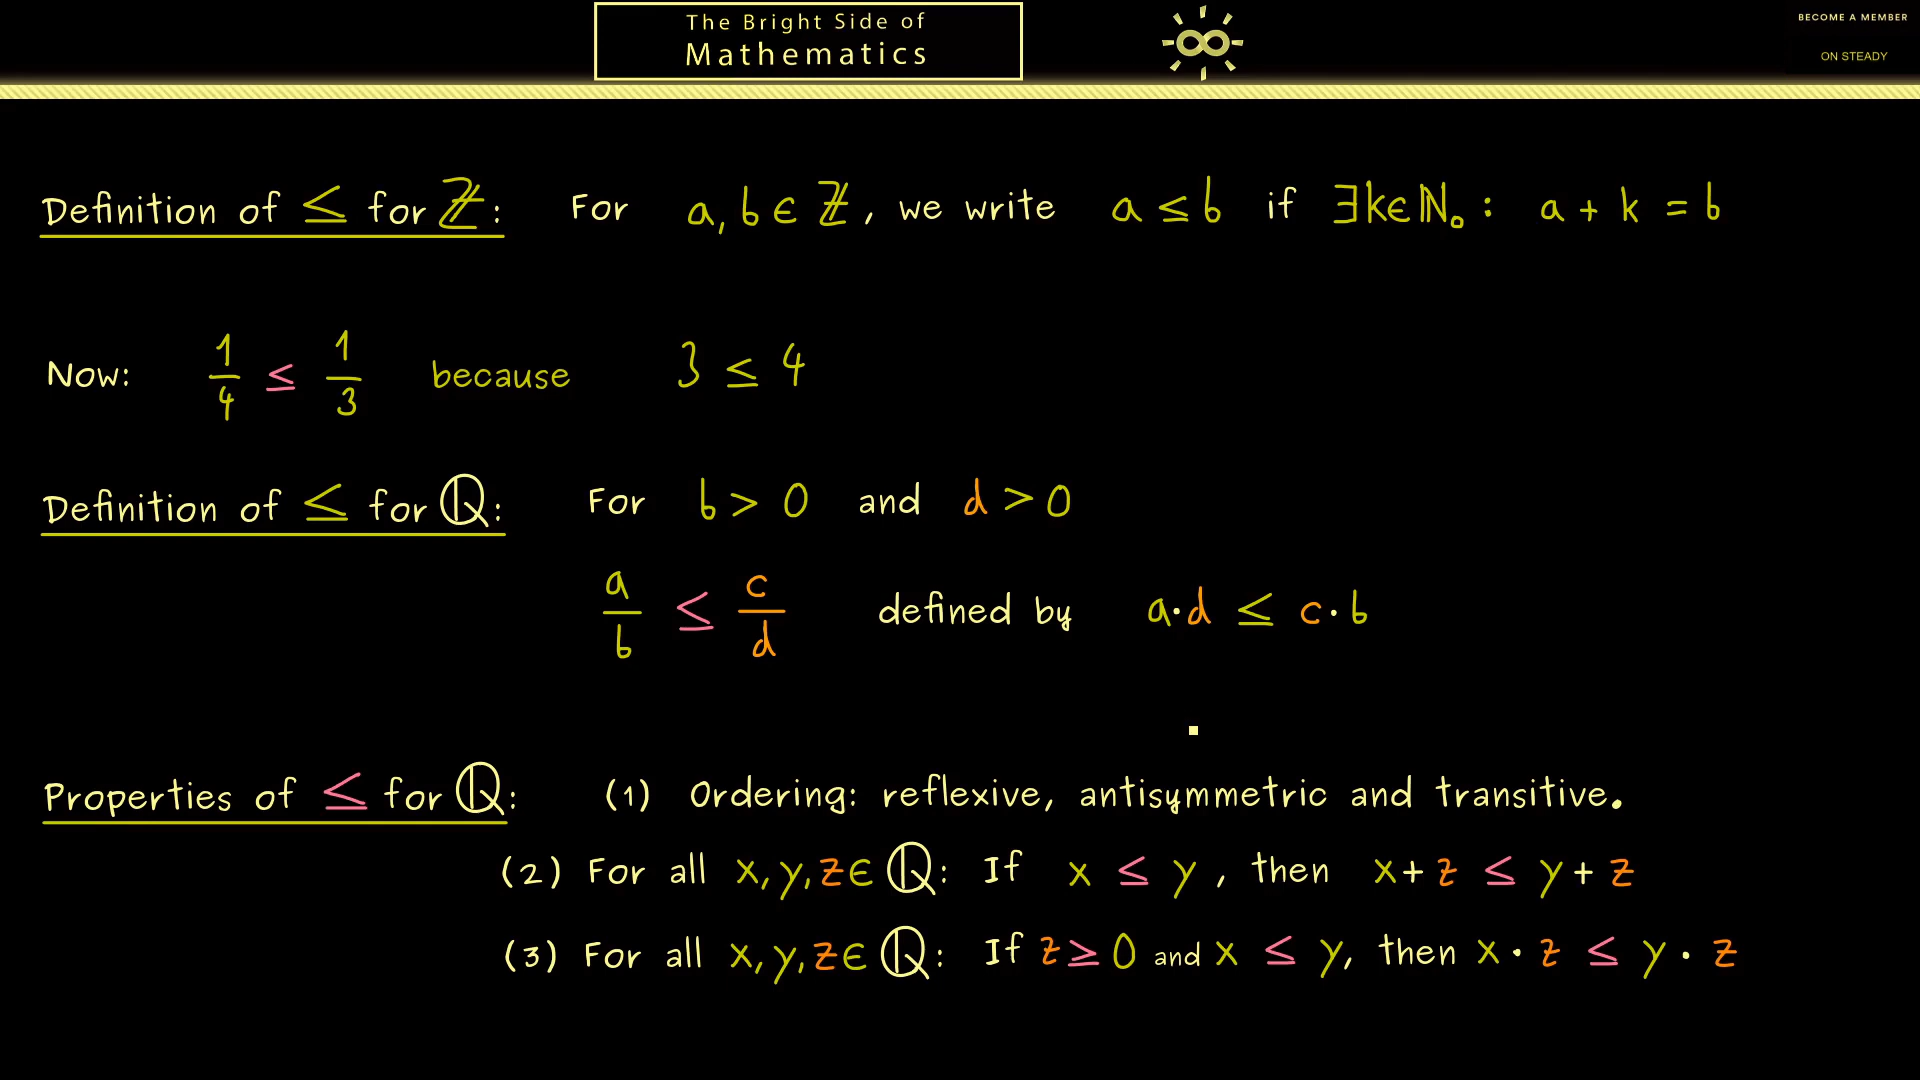 The Bright Side of
Mathematics
BECOME A MEMBER
ON STEADY
Definition of ≤ for ℤ: For a, b ∈ ℤ, we write a ≤ b if ∃k∈ℕ₀: a + k = b
Now: 1/4 ≤ 1/3 because 3 ≤ 4
Definition of ≤ for ℚ: For b > 0 and d > 0
a/b ≤ c/d defined by a·d ≤ c·b
Properties of ≤ for ℚ: (1) Ordering: reflexive, antisymmetric and transitive.
(2) For all x, y, z ∈ ℚ: If x ≤ y, then x + z ≤ y + z
(3) For all x, y, z ∈ ℚ: If z ≥ 0 and x ≤ y, then x · z ≤ y · z